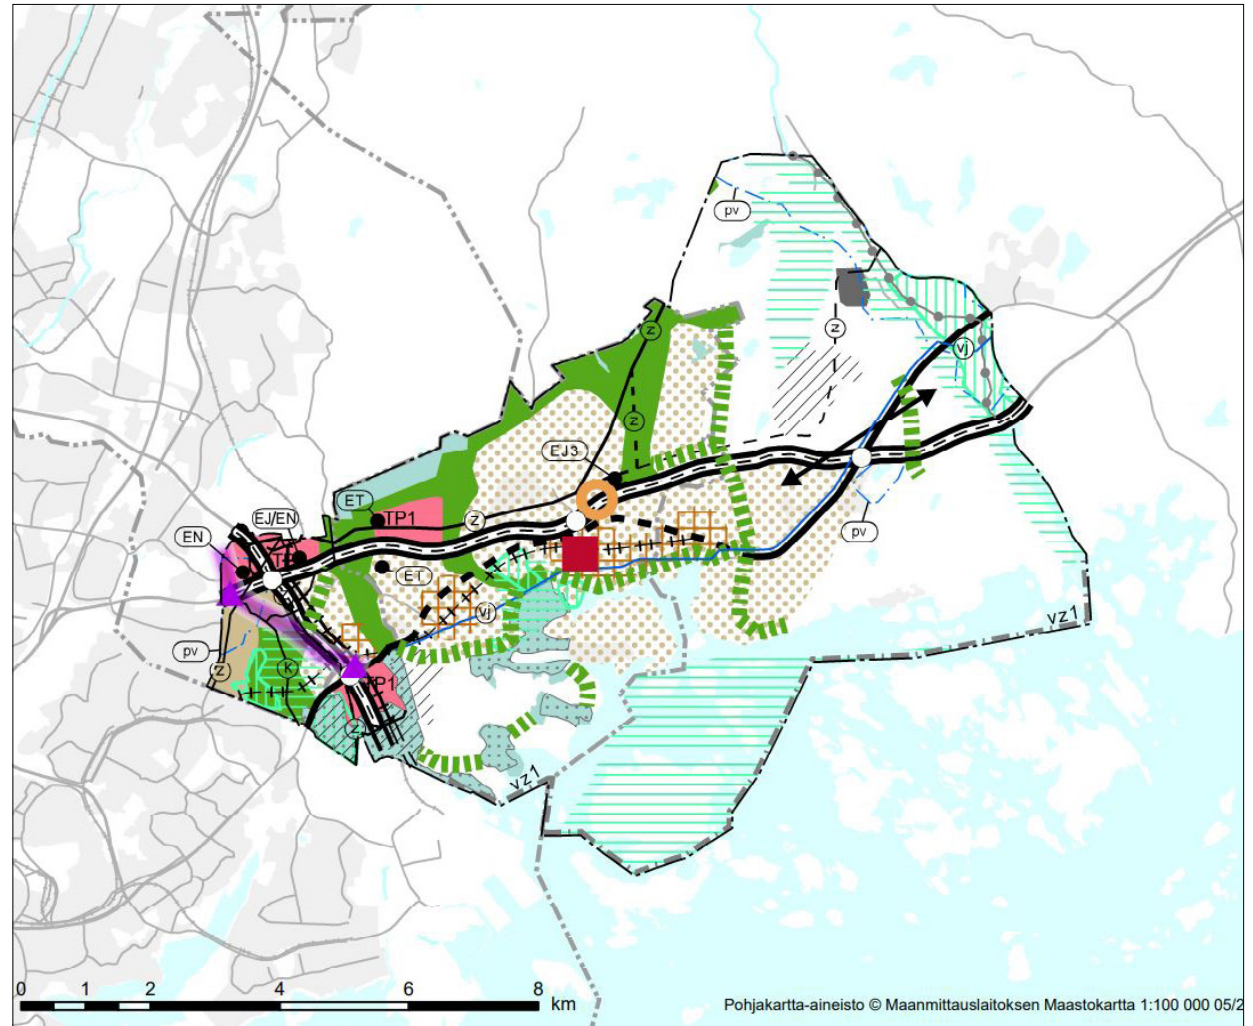 pv
z
z
vj
z
EJ3
ET
TP1
z
EJ/EN
EN
TP
ET
pv
vj
vz1
pv
z
k
TP1
z
vz1
0 1 2 4 6 8 km
Pohjakartta-aineisto © Maanmittauslaitoksen Maastokartta 1:100 000 05/2